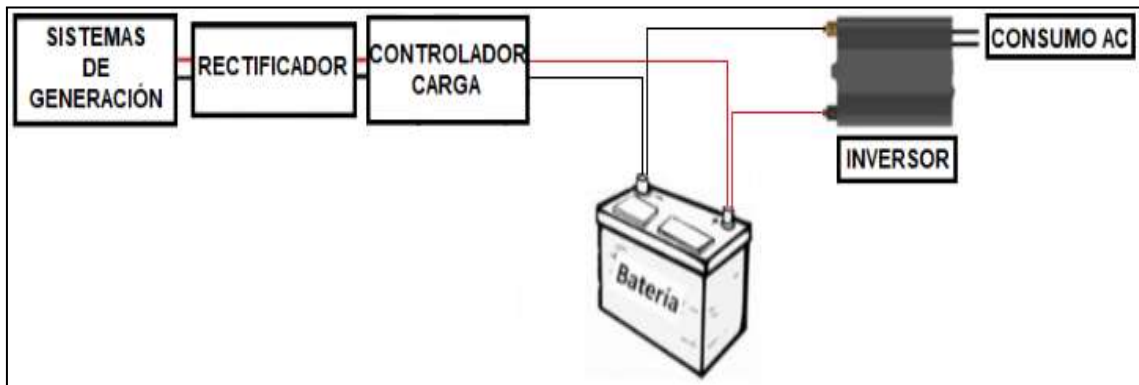 SISTEMAS
DE
GENERACIÓN
RECTIFICADOR
CONTROLADOR
CARGA
CONSUMO AC
INVERSOR
Batería